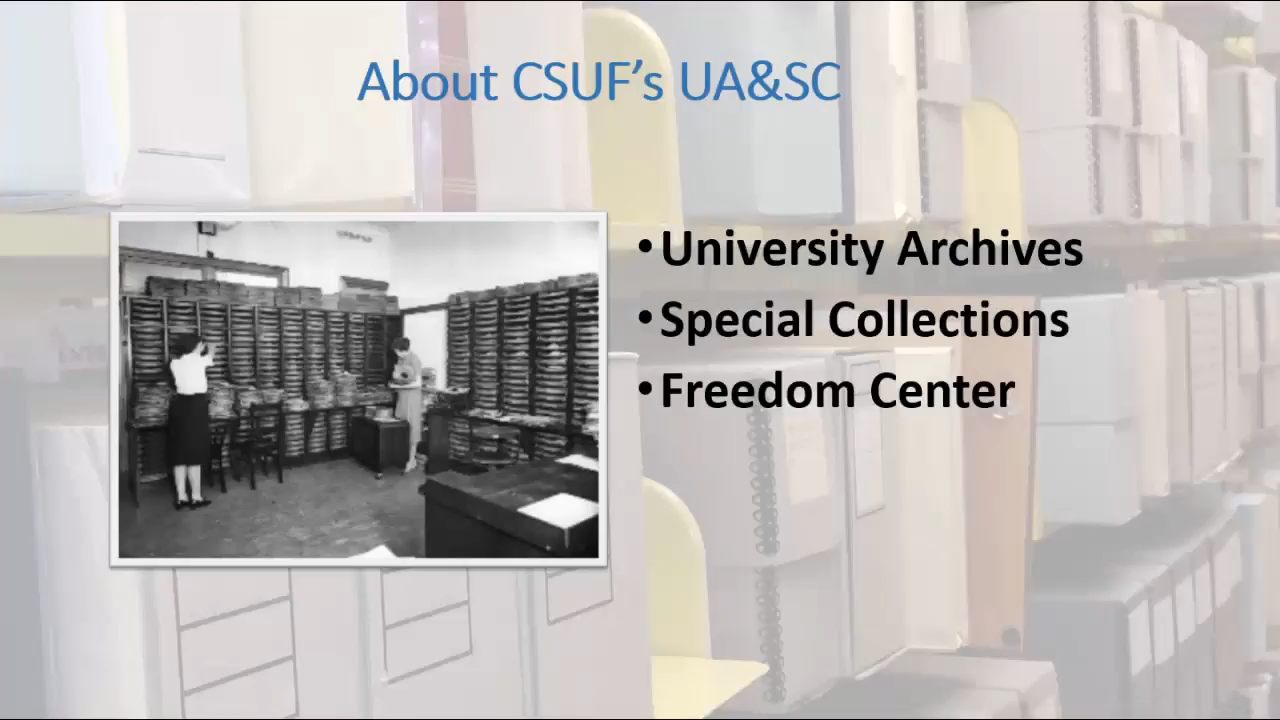 About CSUF’s UA&SC
• University Archives
• Special Collections
• Freedom Center